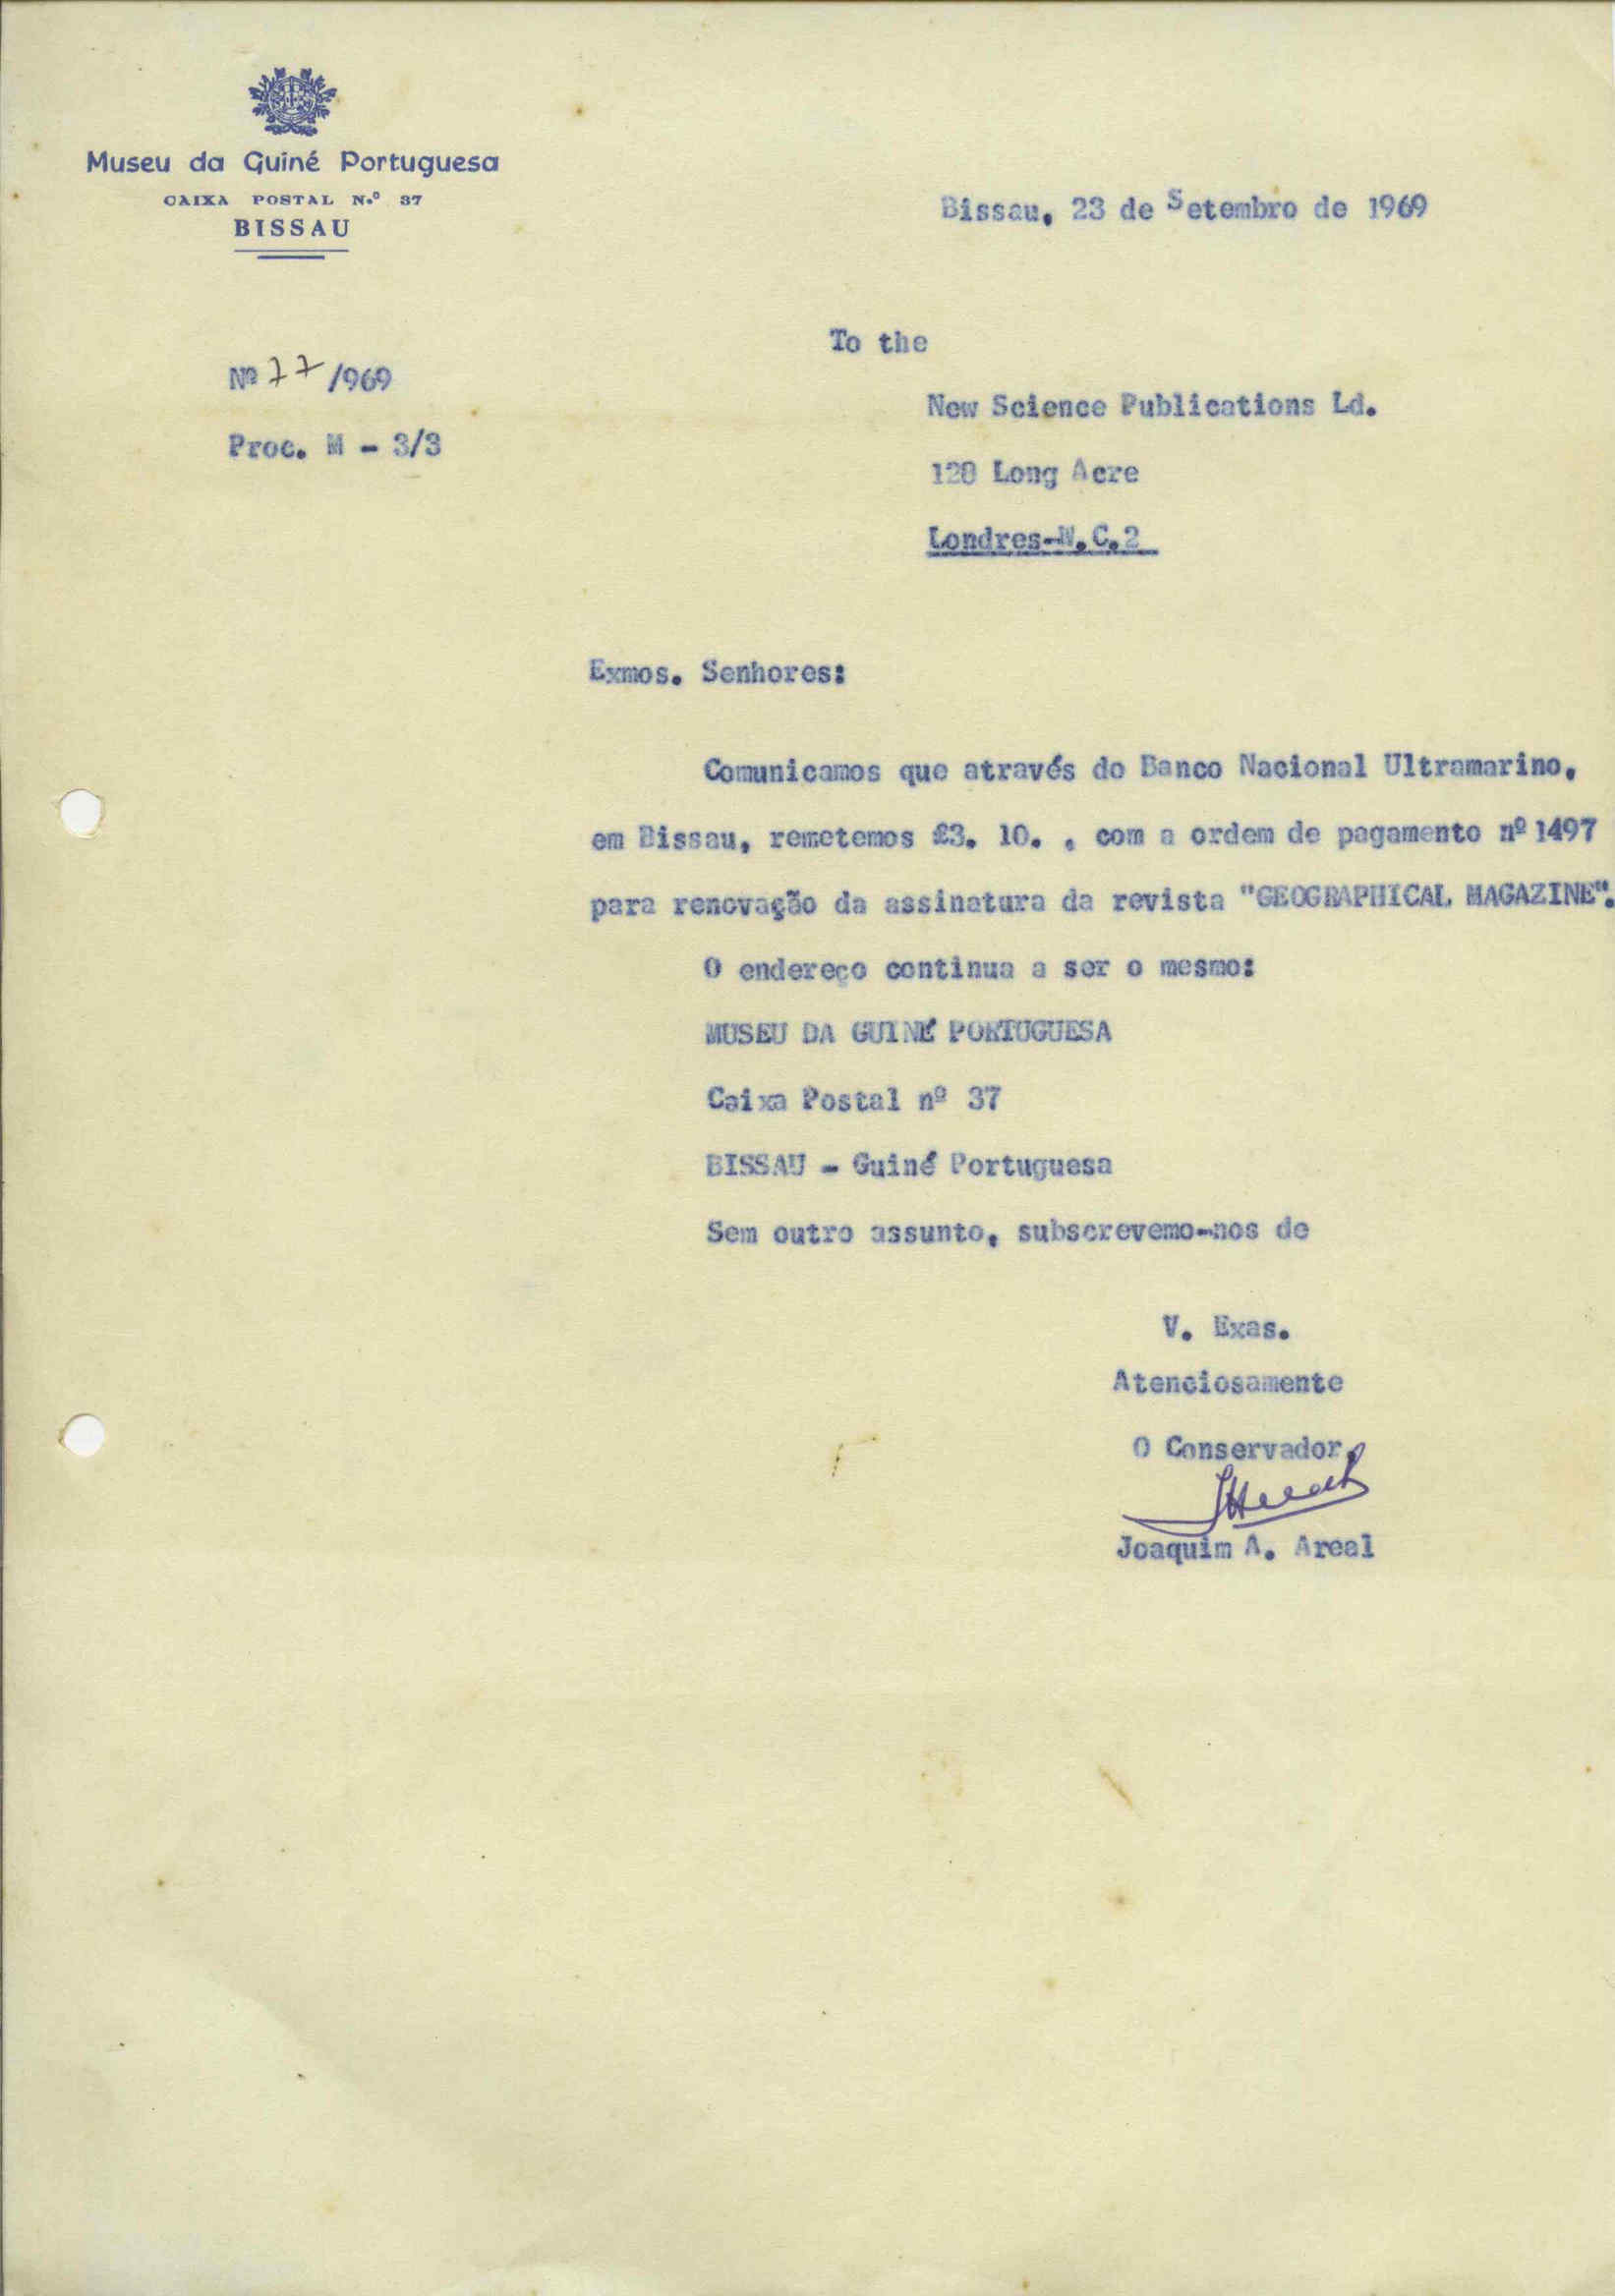 Museu da Guiné Portuguesa
CAIXA POSTAL N.º 37
BISSAU
Bissau, 23 de Setembro de 1969
Nº 77/969
Proc. M - 3/3
To the
New Science Publications Ld.
128 Long Acre
Londres-W.C.2
Exmos. Senhores:
Comunicamos que através do Banco Nacional Ultramarino,
em Bissau, remetemos £3. 10. , com a ordem de pagamento nº 1497
para renovação da assinatura da revista "GEOGRAPHICAL MAGAZINE".
O endereço continua a ser o mesmo:
MUSEU DA GUINÉ PORTUGUESA
Caixa Postal nº 37
BISSAU - Guiné Portuguesa
Sem outro assunto, subscrevemo-nos de
V. Exas.
Atenciosamente
O Conservador,
Joaquim A. Areal